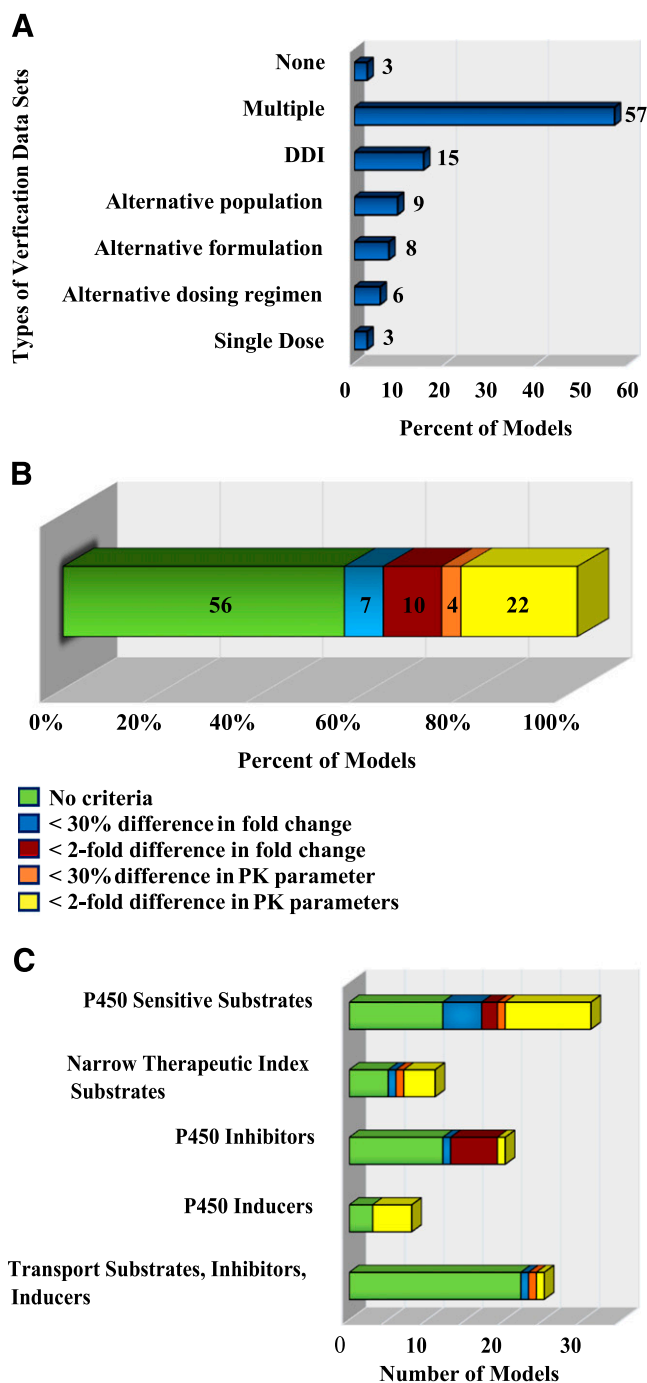 A
Types of Verfication Data Sets
None
3
Multiple
57
DDI
15
Alternative population
9
Alternative formulation
8
Alternative dosing regimen
6
Single Dose
3
0 10 20 30 40 50 60
Percent of Models
B
56 7 10 4 22
0% 20% 40% 60% 80% 100%
Percent of Models
No criteria
< 30% difference in fold change
< 2-fold difference in fold change
< 30% difference in PK parameter
< 2-fold difference in PK parameters
C
P450 Sensitive Substrates
Narrow Therapeutic Index
Substrates
P450 Inhibitors
P450 Inducers
Transport Substrates, Inhibitors,
Inducers
0 10 20 30
Number of Models